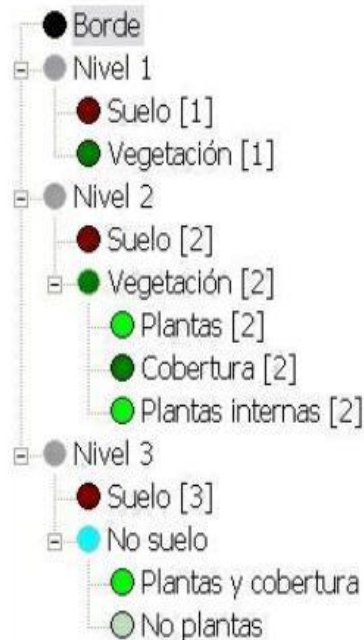 Borde
Nivel 1
Suelo [1]
Vegetación [1]
Nivel 2
Suelo [2]
Vegetación [2]
Plantas [2]
Cobertura [2]
Plantas internas [2]
Nivel 3
Suelo [3]
No suelo
Plantas y cobertura
No plantas